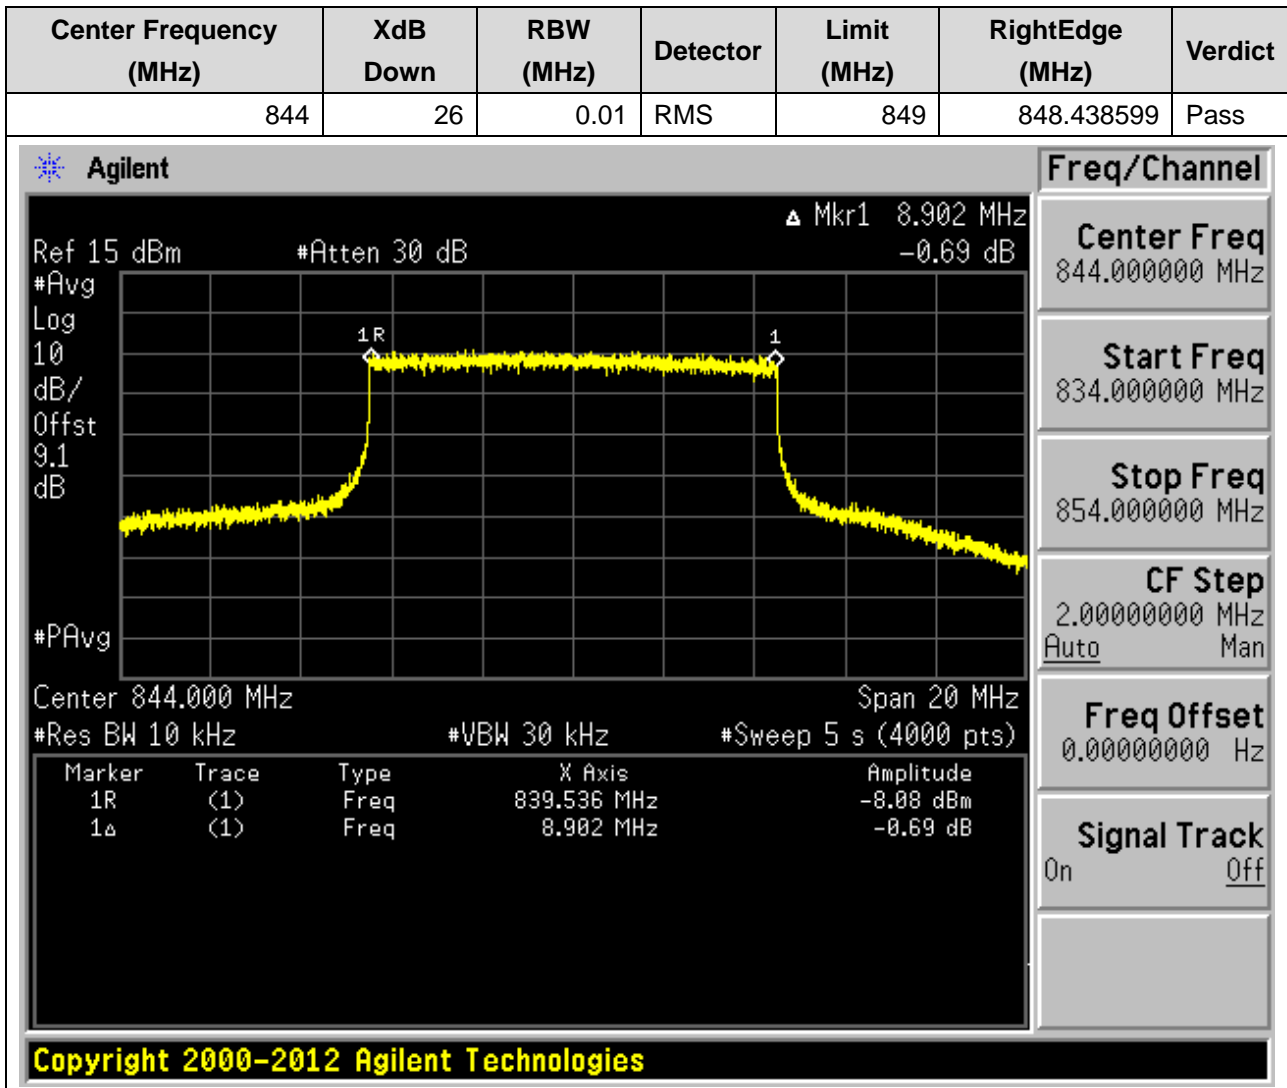 Center Frequency (MHz) XdB Down RBW (MHz) Detector Limit (MHz) RightEdge (MHz) Verdict
844 26 0.01 RMS 849 848.438599 Pass
Agilent
Freq/Channel
Δ Mkr1 8.902 MHz
Ref 15 dBm #Atten 30 dB -0.69 dB
#Avg
Log
10
dB/
Offst
9.1
dB
#PAvg
1R
1
Center 844.000 MHz Span 20 MHz
#Res BW 10 kHz #VBW 30 kHz #Sweep 5 s (4000 pts)
Marker Trace Type X Axis Amplitude
1R (1) Freq 839.536 MHz -8.08 dBm
1Δ (1) Freq 8.902 MHz -0.69 dB
Center Freq
844.000000 MHz
Start Freq
834.000000 MHz
Stop Freq
854.000000 MHz
CF Step
2.00000000 MHz
Auto Man
Freq Offset
0.00000000 Hz
Signal Track
On Off
Copyright 2000-2012 Agilent Technologies